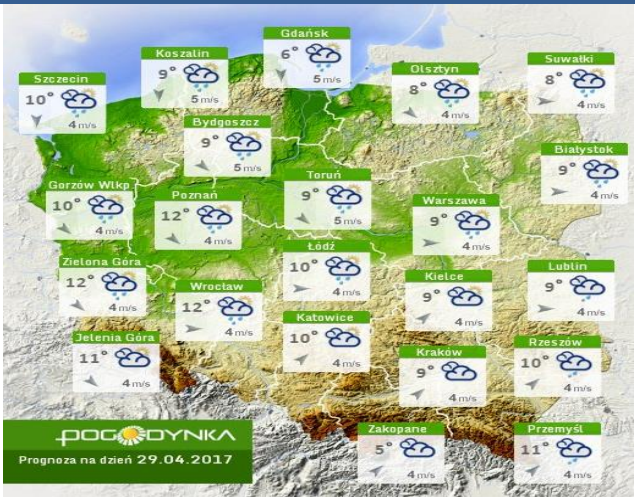 Gdańsk
6°
5 m/s
Koszalin
9°
5 m/s
Suwałki
8°
4 m/s
Olsztyn
8°
4 m/s
Szczecin
10°
4 m/s
Bydgoszcz
9°
5 m/s
Białystok
9°
4 m/s
Toruń
9°
5 m/s
Gorzów Wlkp
10°
4 m/s
Poznań
12°
4 m/s
Warszawa
9°
4 m/s
Łódź
10°
4 m/s
Zielona Góra
12°
4 m/s
Lublin
9°
4 m/s
Kielce
9°
4 m/s
Wrocław
12°
4 m/s
Katowice
10°
4 m/s
Jelenia Góra
11°
4 m/s
Rzeszów
10°
4 m/s
Kraków
9°
4 m/s
Zakopane
5°
4 m/s
Przemyśl
11°
4 m/s
POGODYNKA
Prognoza na dzień 29.04.2017